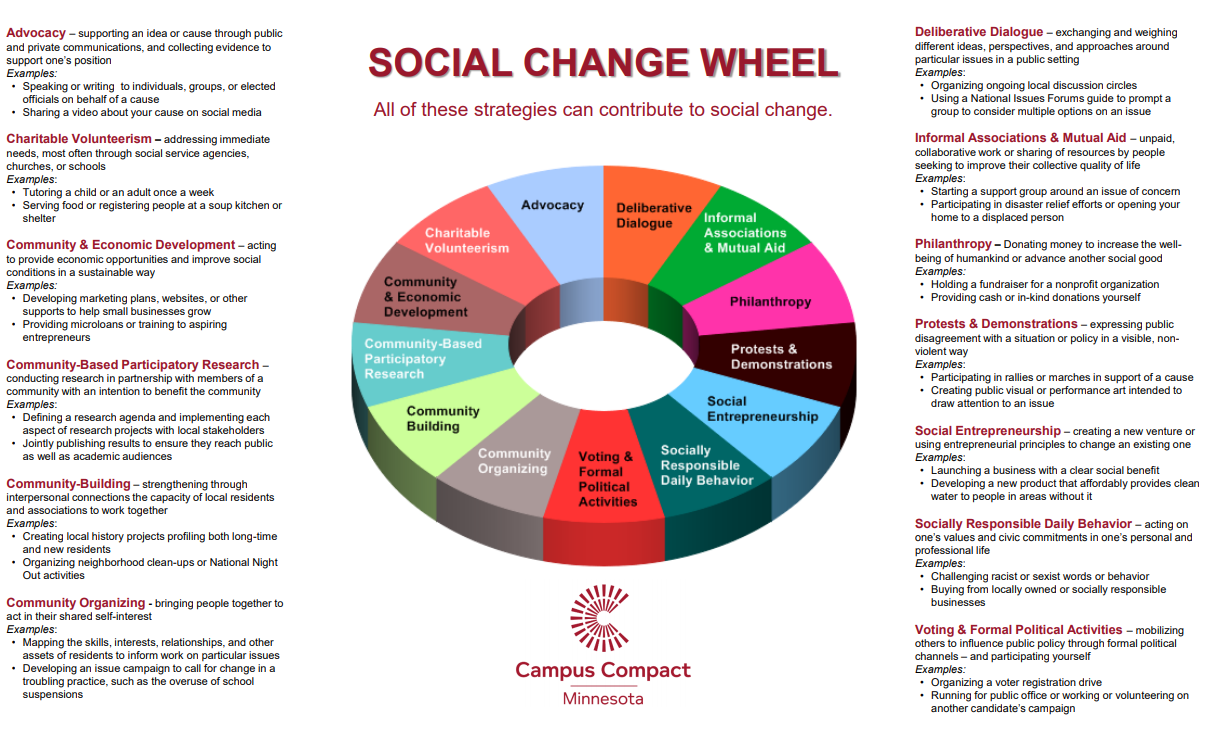 Advocacy – supporting an idea or cause through public
and private communications, and collecting evidence to
support one's position
Examples:
• Speaking or writing to individuals, groups, or elected
officials on behalf of a cause
• Sharing a video about your cause on social media
Charitable Volunteerism – addressing immediate
needs, most often through social service agencies,
churches, or schools
Examples:
• Tutoring a child or an adult once a week
• Serving food or registering people at a soup kitchen or
shelter
Community & Economic Development – acting
to provide economic opportunities and improve social
conditions in a sustainable way
Examples:
• Developing marketing plans, websites, or other
supports to help small businesses grow
• Providing microloans or training to aspiring
entrepreneurs
Community-Based Participatory Research –
conducting research in partnership with members of a
community with an intention to benefit the community
Examples:
• Defining a research agenda and implementing each
aspect of research projects with local stakeholders
• Jointly publishing results to ensure they reach public
as well as academic audiences
Community-Building – strengthening through
interpersonal connections the capacity of local residents
and associations to work together
Examples:
• Creating local history projects profiling both long-time
and new residents
• Organizing neighborhood clean-ups or National Night
Out activities
Community Organizing - bringing people together to
act in their shared self-interest
Examples:
• Mapping the skills, interests, relationships, and other
assets of residents to inform work on particular issues
• Developing an issue campaign to call for change in a
troubling practice, such as the overuse of school
suspensions
SOCIAL CHANGE WHEEL
All of these strategies can contribute to social change.
Advocacy
Deliberative
Dialogue
Informal
Associations
& Mutual Aid
Philanthropy
Protests &
Demonstrations
Social
Entrepreneurship
Socially
Responsible
Daily Behavior
Voting &
Formal
Political
Activities
Community
Organizing
Community
Building
Community-Based
Participatory
Research
Community
& Economic
Development
Charitable
Volunteerism
Campus Compact
Minnesota
Deliberative Dialogue – exchanging and weighing
different ideas, perspectives, and approaches around
particular issues in a public setting
Examples:
• Organizing ongoing local discussion circles
• Using a National Issues Forums guide to prompt a
group to consider multiple options on an issue
Informal Associations & Mutual Aid – unpaid,
collaborative work or sharing of resources by people
seeking to improve their collective quality of life
Examples:
• Starting a support group around an issue of concern
• Participating in disaster relief efforts or opening your
home to a displaced person
Philanthropy – Donating money to increase the well-
being of humankind or advance another social good
Examples:
• Holding a fundraiser for a nonprofit organization
• Providing cash or in-kind donations yourself
Protests & Demonstrations – expressing public
disagreement with a situation or policy in a visible, non-
violent way
Examples:
• Participating in rallies or marches in support of a cause
• Creating public visual or performance art intended to
draw attention to an issue
Social Entrepreneurship – creating a new venture or
using entrepreneurial principles to change an existing one
Examples:
• Launching a business with a clear social benefit
• Developing a new product that affordably provides clean
water to people in areas without it
Socially Responsible Daily Behavior – acting on
one's values and civic commitments in one's personal and
professional life
Examples:
• Challenging racist or sexist words or behavior
• Buying from locally owned or socially responsible
businesses
Voting & Formal Political Activities – mobilizing
others to influence public policy through formal political
channels – and participating yourself
Examples:
• Organizing a voter registration drive
• Running for public office or working or volunteering on
another candidate's campaign